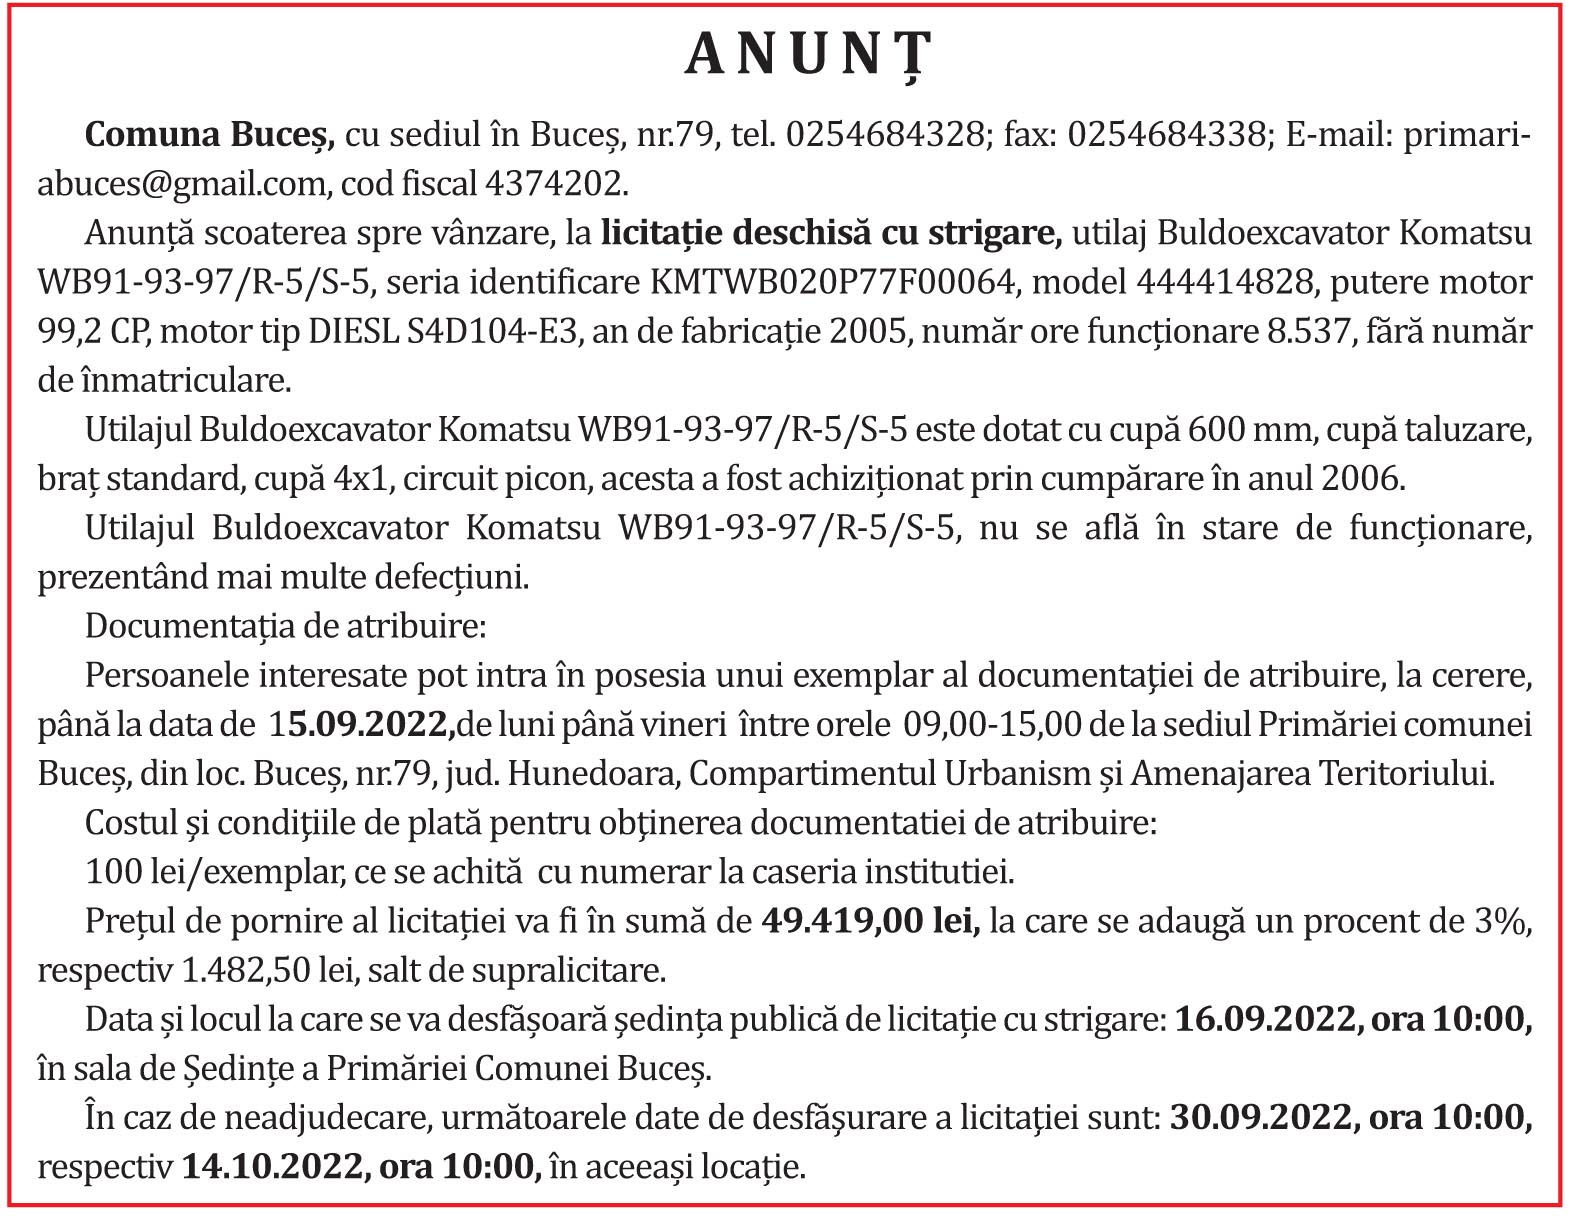 ANUNȚ
Comuna Buceș, cu sediul în Buceș, nr.79, tel. 0254684328; fax: 0254684338; E-mail: primari-
abuces@gmail.com, cod fiscal 4374202.
Anunță scoaterea spre vânzare, la licitație deschisă cu strigare, utilaj Buldoexcavator Komatsu
WB91-93-97/R-5/S-5, seria identificare KMTWB020P77F00064, model 444414828, putere motor
99,2 CP, motor tip DIESL S4D104-E3, an de fabricație 2005, număr ore funcționare 8.537, fără număr
de înmatriculare.
Utilajul Buldoexcavator Komatsu WB91-93-97/R-5/S-5 este dotat cu cupă 600 mm, cupă taluzare,
braț standard, cupă 4x1, circuit picon, acesta a fost achiziționat prin cumpărare în anul 2006.
Utilajul Buldoexcavator Komatsu WB91-93-97/R-5/S-5, nu se află în stare de funcționare,
prezentând mai multe defecțiuni.
Documentația de atribuire:
Persoanele interesate pot intra în posesia unui exemplar al documentației de atribuire, la cerere,
până la data de 15.09.2022,de luni până vineri între orele 09,00-15,00 de la sediul Primăriei comunei
Buceș, din loc. Buceș, nr.79, jud. Hunedoara, Compartimentul Urbanism și Amenajarea Teritoriului.
Costul şi condiţiile de plată pentru obţinerea documentatiei de atribuire:
100 lei/exemplar, ce se achită cu numerar la caseria institutiei.
Prețul de pornire al licitației va fi în sumă de 49.419,00 lei, la care se adaugă un procent de 3%,
respectiv 1.482,50 lei, salt de supralicitare.
Data și locul la care se va desfășoară ședința publică de licitație cu strigare: 16.09.2022, ora 10:00,
în sala de Ședințe a Primăriei Comunei Buceș.
În caz de neadjudecare, următoarele date de desfășurare a licitației sunt: 30.09.2022, ora 10:00,
respectiv 14.10.2022, ora 10:00, în aceeași locație.